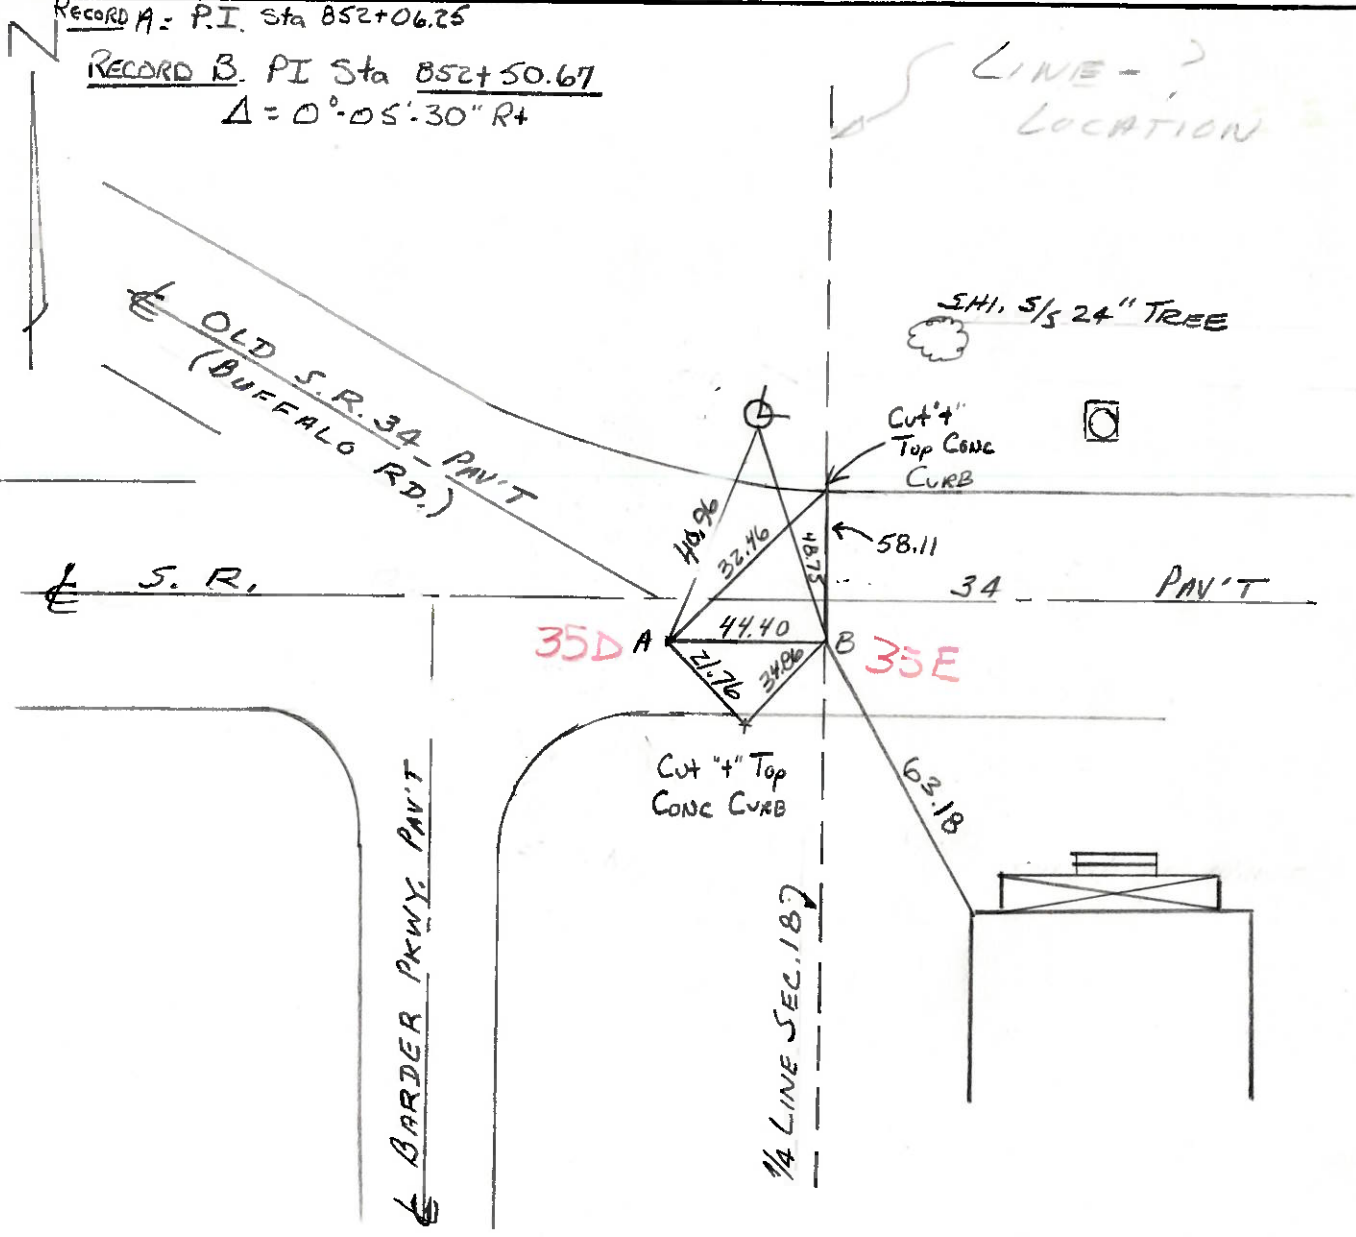 N
RECORD A = P.I. Sta 852+06.25
RECORD B. PI Sta 852+50.67
Δ = 0°-05'-30" Rt
LINE - ?
LOCATION
℄ OLD S.R. 34 - PAV'T
(BUFFALO RD.)
S/S 24" TREE
Cut "+"
Top Conc
Curb
40.96
32.46
48.75
58.11
℄ S. R. 34 PAV'T
35D A 44.40 B 35E
21.76
34.86
Cut "+" Top
Conc Curb
63.18
℄ BARDER PKWY. PAV'T
1/4 LINE SEC. 18?